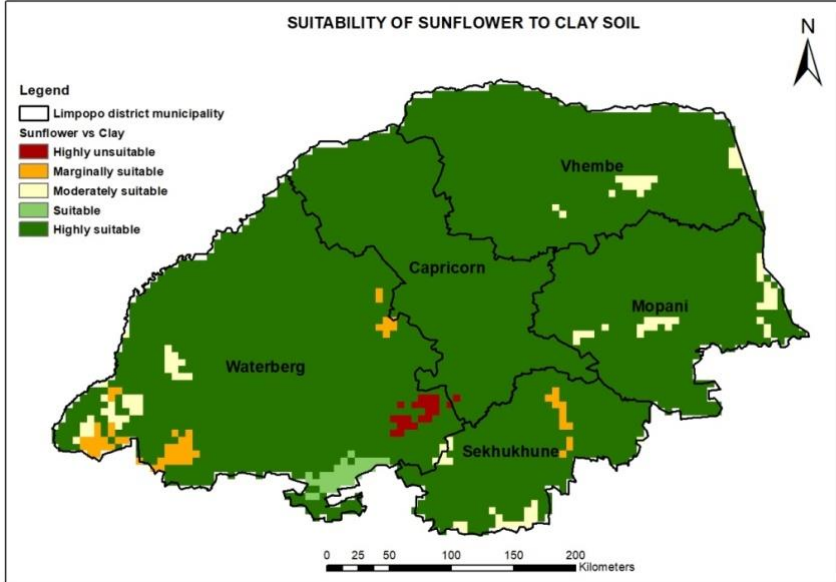 SUITABILITY OF SUNFLOWER TO CLAY SOIL
N
Legend
Limpopo district municipality
Sunflower vs Clay
Highly unsuitable
Marginally suitable
Moderately suitable
Suitable
Highly suitable
Vhembe
Capricorn
Mopani
Waterberg
Sekhukhune
0 25 50 100 150 200
Kilometers